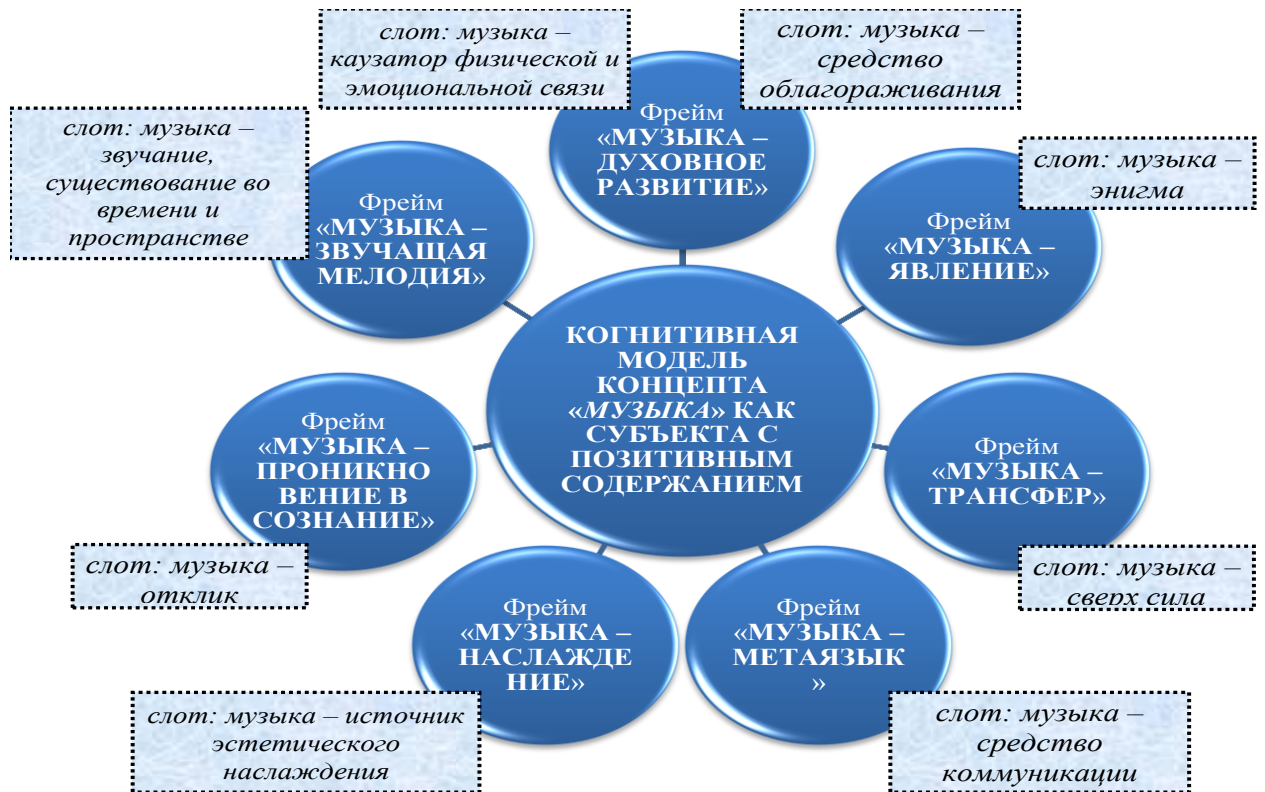 слот: музыка –
каузатор физической и
эмоциональной связи
слот: музыка –
средство
облагораживания
Фрейм
«МУЗЫКА –
ДУХОВНОЕ
РАЗВИТИЕ»
слот: музыка –
звучание,
существование во
времени и
пространстве
Фрейм
«МУЗЫКА –
ЗВУЧАЩАЯ
МЕЛОДИЯ»
слот: музыка –
энигма
Фрейм
«МУЗЫКА –
ЯВЛЕНИЕ»
КОГНИТИВНАЯ
МОДЕЛЬ
КОНЦЕПТА
«МУЗЫКА» КАК
СУБЪЕКТА С
ПОЗИТИВНЫМ
СОДЕРЖАНИЕМ
Фрейм
«МУЗЫКА –
ПРОНИКНО
ВЕНИЕ В
СОЗНАНИЕ»
Фрейм
«МУЗЫКА –
ТРАНСФЕР»
слот: музыка –
отклик
слот: музыка –
сверх сила
Фрейм
«МУЗЫКА –
НАСЛАЖДЕ
НИЕ»
Фрейм
«МУЗЫКА –
МЕТАЯЗЫК
»
слот: музыка – источник
эстетического
наслаждения
слот: музыка –
средство
коммуникации